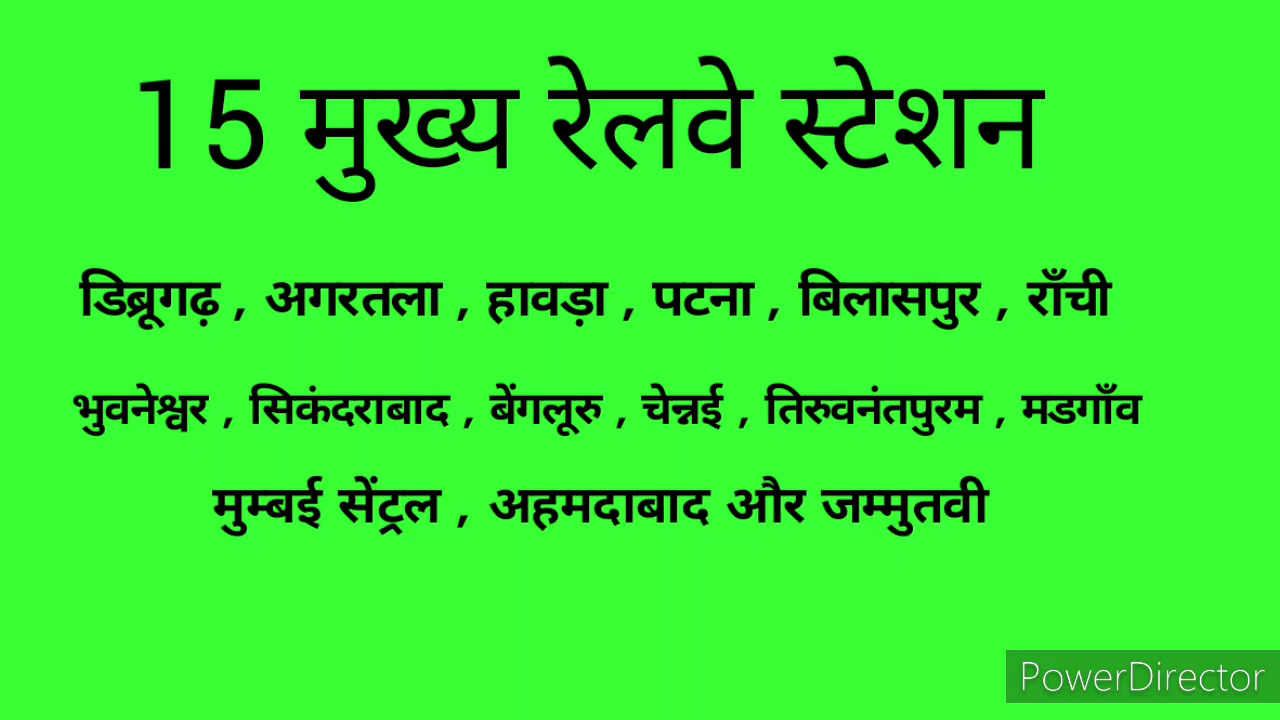 15 मुख्य रेलवे स्टेशन
डिब्रूगढ़ , अगरतला , हावड़ा , पटना , बिलासपुर , राँची
भुवनेश्वर , सिकंदराबाद , बेंगलूरु , चेन्नई , तिरुवनंतपुरम , मडगाँव
मुम्बई सेंट्रल , अहमदाबाद और जम्मुतवी
PowerDirector